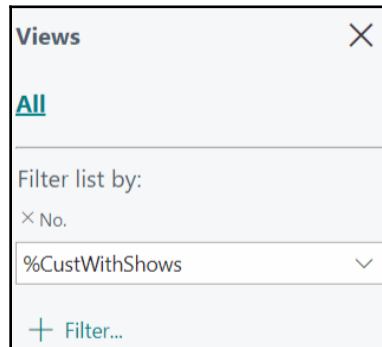 Views
All
Filter list by:
× No.
%CustWithShows
+ Filter...